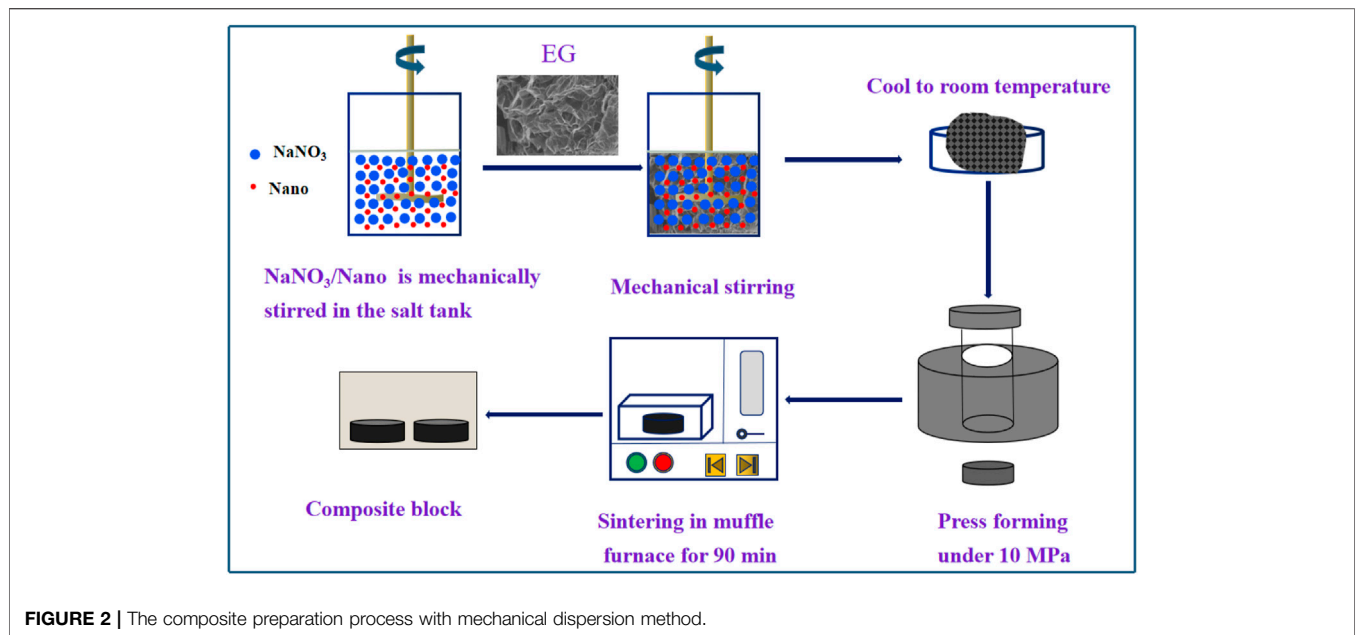 EG
NaNO₃
Nano
NaNO₃/Nano is mechanically
stirred in the salt tank
Mechanical stirring
Cool to room temperature
Press forming
under 10 MPa
Sintering in muffle
furnace for 90 min
Composite block
FIGURE 2 | The composite preparation process with mechanical dispersion method.